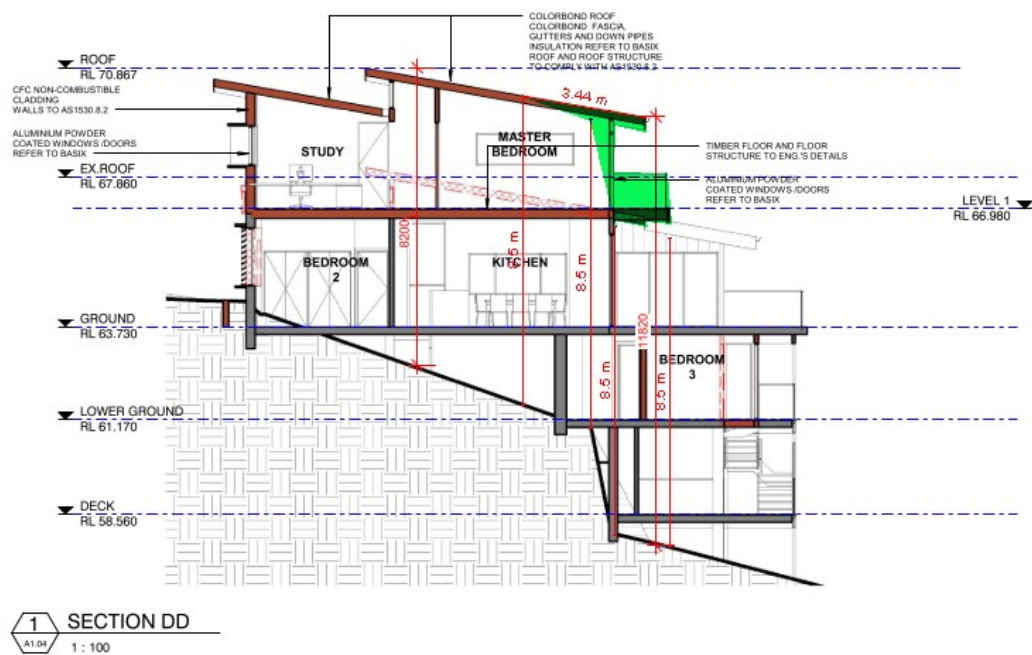 COLORBOND ROOF
COLORBOND FASCIA,
GUTTERS AND DOWN PIPES
INSULATION REFER TO BASIX
ROOF AND ROOF STRUCTURE
TO COMPLY WITH AS1530.8.2
ROOF
RL 70.867
CFC NON-COMBUSTIBLE
CLADDING
WALLS TO AS1530.8.2
3.44 m
ALUMINIUM POWDER
COATED WINDOWS /DOORS
REFER TO BASIX
STUDY
MASTER
BEDROOM
TIMBER FLOOR AND FLOOR
STRUCTURE TO ENG.'S DETAILS
EX.ROOF
RL 67.860
ALUMINIUM POWDER
COATED WINDOWS /DOORS
REFER TO BASIX
LEVEL 1
RL 66.980
8200
8.5 m
8.5 m
BEDROOM
2
KITCHEN
GROUND
RL 63.730
11820
8.5 m
8.5 m
BEDROOM
3
LOWER GROUND
RL 61.170
DECK
RL 58.560
1
A1.04
SECTION DD
1 : 100